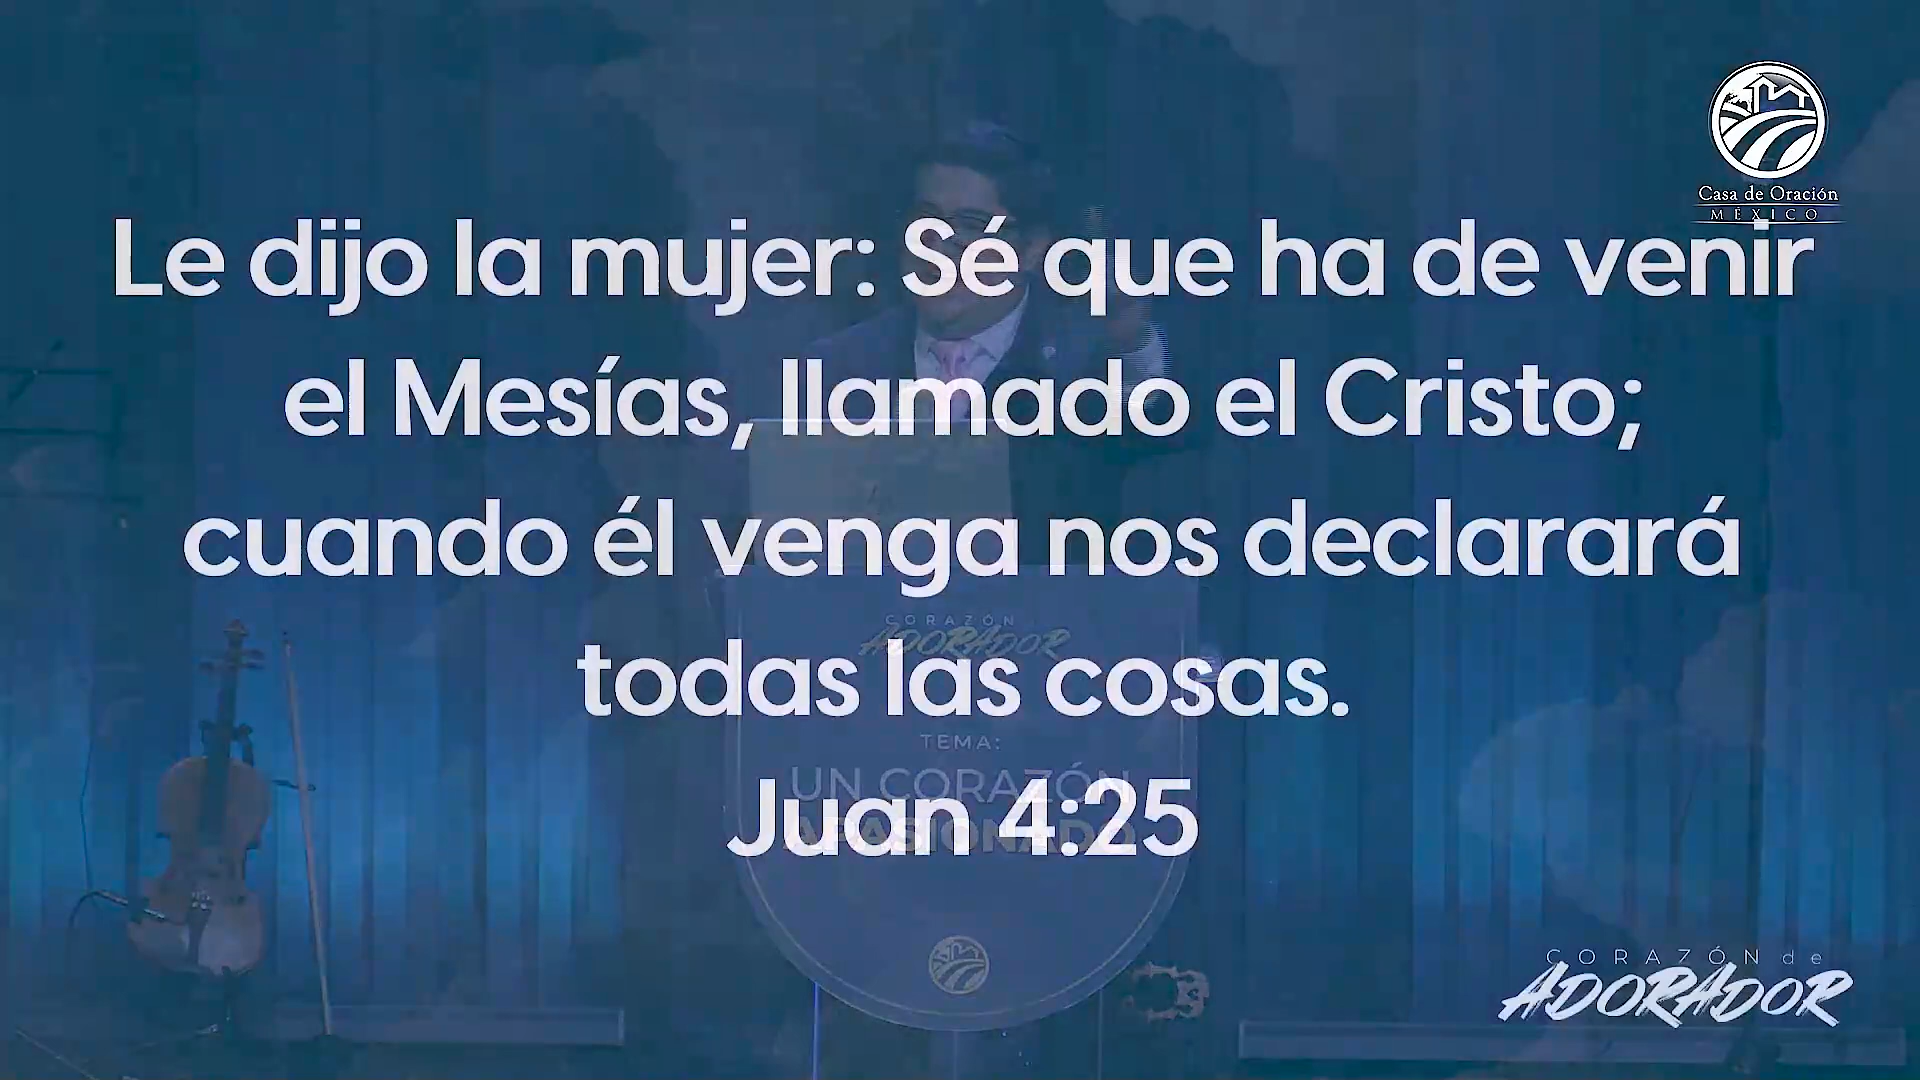 Casa de Oración
MÉXICO
Le dijo la mujer: Sé que ha de venir
el Mesías, llamado el Cristo;
cuando él venga nos declarará
todas las cosas.
Juan 4:25
CORAZÓN
ADORADOR
TEMA:
UN CORAZÓN
APASIONADO
CORAZÓN de
ADORADOR